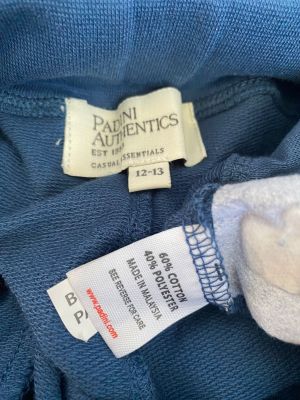 PADINI
AUTHENTICS
CASUAL ESSENTIALS
12-13
60% COTTON
40% POLYESTER
MADE IN MALAYSIA
SEE REVERSE FOR CARE
www.padini.com